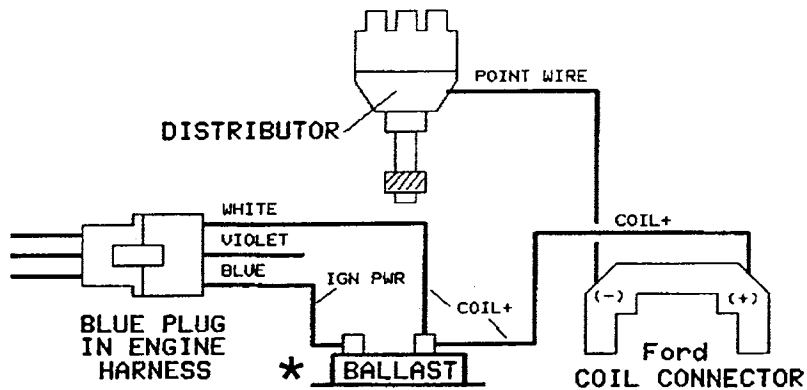 POINT WIRE
DISTRIBUTOR
WHITE
VIOLET
BLUE
COIL+
IGN PWR
COIL+
(-)
(+)
BLUE PLUG
IN ENGINE
HARNESS
* BALLAST
Ford
COIL CONNECTOR